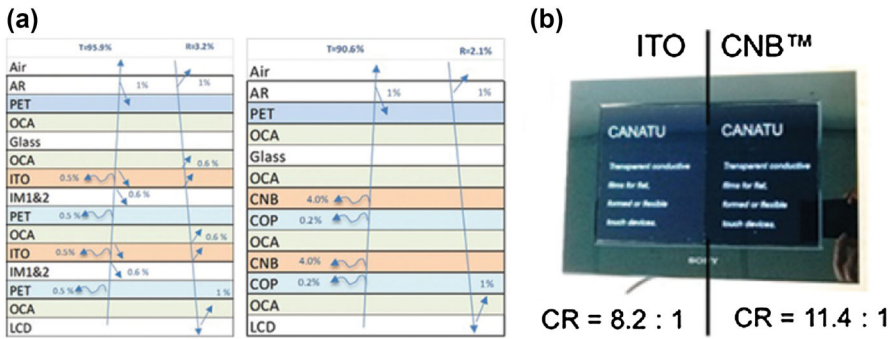 (a)
T=95.9% R=3.2%
Air
AR 1% 1%
PET
OCA
Glass
OCA 0.6 %
ITO 0.5%
IM1&2 0.6 %
PET 0.5 %
OCA 0.6%
ITO 0.5%
IM1&2 0.6 %
PET 0.5 % 1 %
OCA
LCD
T=90.6% R=2.1%
Air
AR 1% 1%
PET
OCA
Glass
OCA
CNB 4.0%
COP 0.2%
OCA
CNB 4.0%
COP 0.2% 1%
OCA
LCD
(b)
ITO CNB™
CANATU CANATU
Transparent conductive Transparent conductive
films for flat, films for flat,
formed or flexible formed or flexible
touch devices. touch devices.
SONY
CR = 8.2 : 1 CR = 11.4 : 1